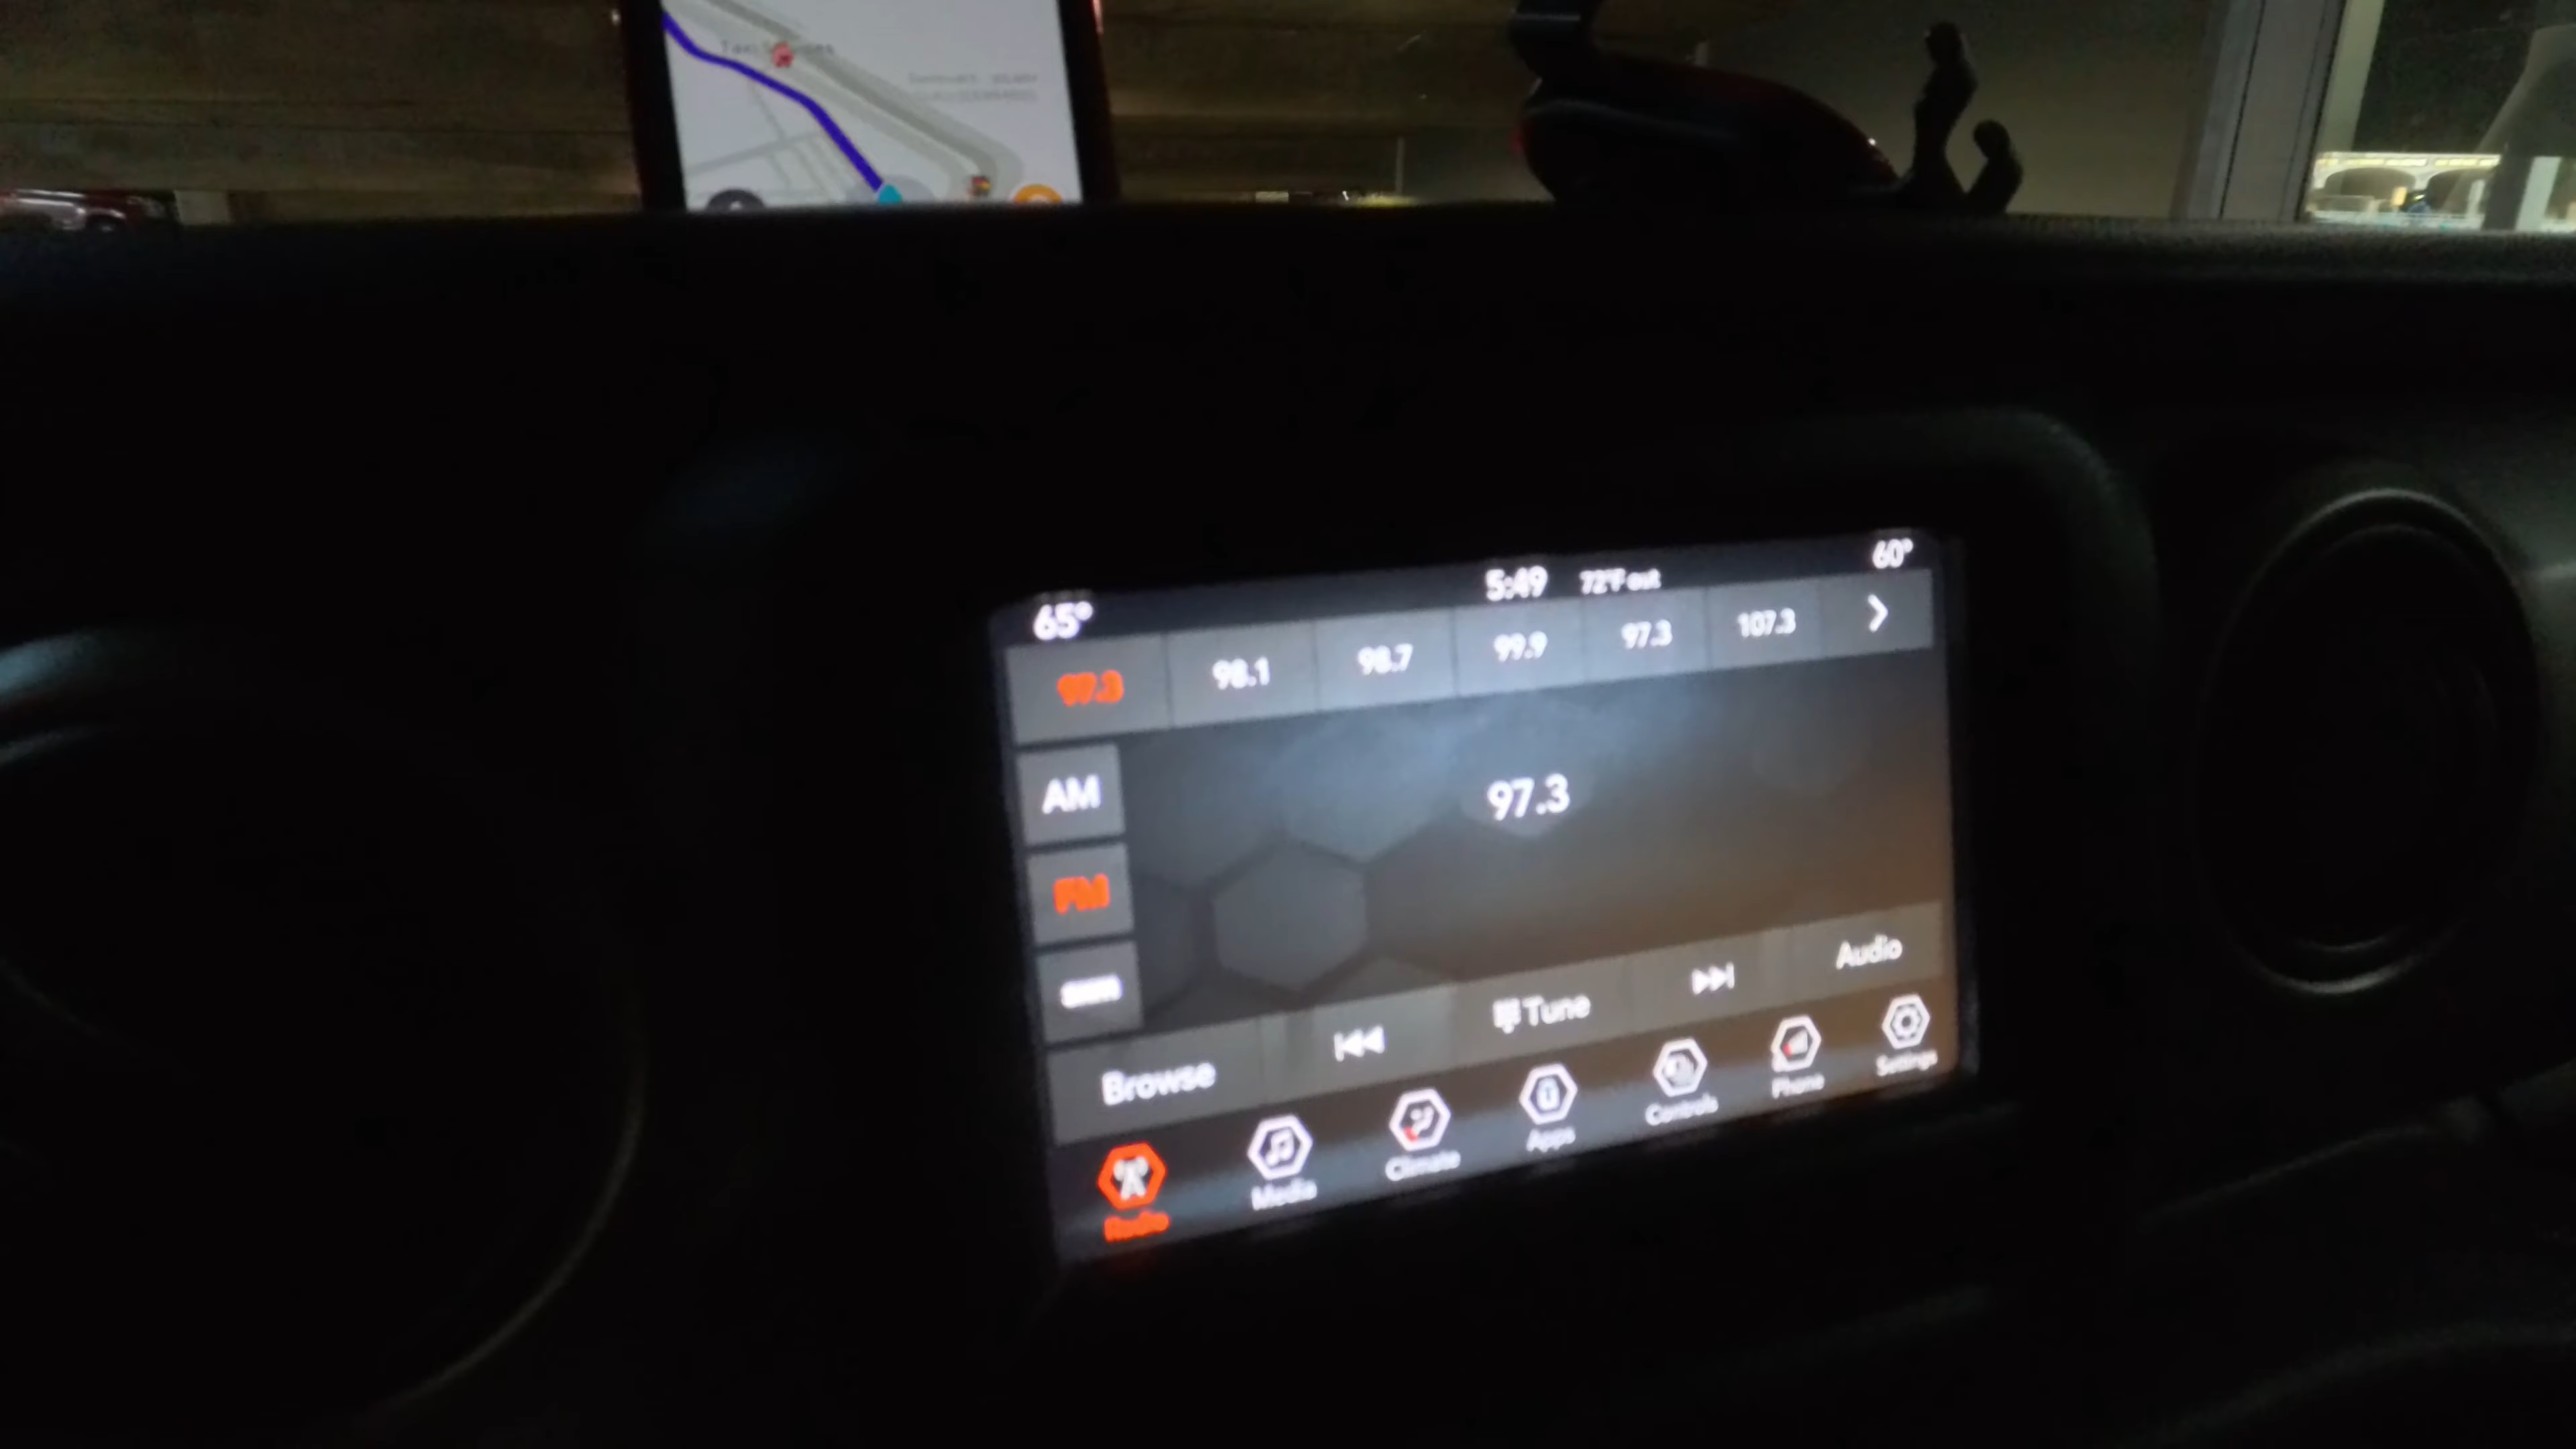 65°
5:49
72°F out
60°
97.3
98.1
98.7
99.9
97.3
107.3
AM
97.3
FM
Browse
Tune
Audio
Radio
Media
Climate
Apps
Controls
Phone
Settings